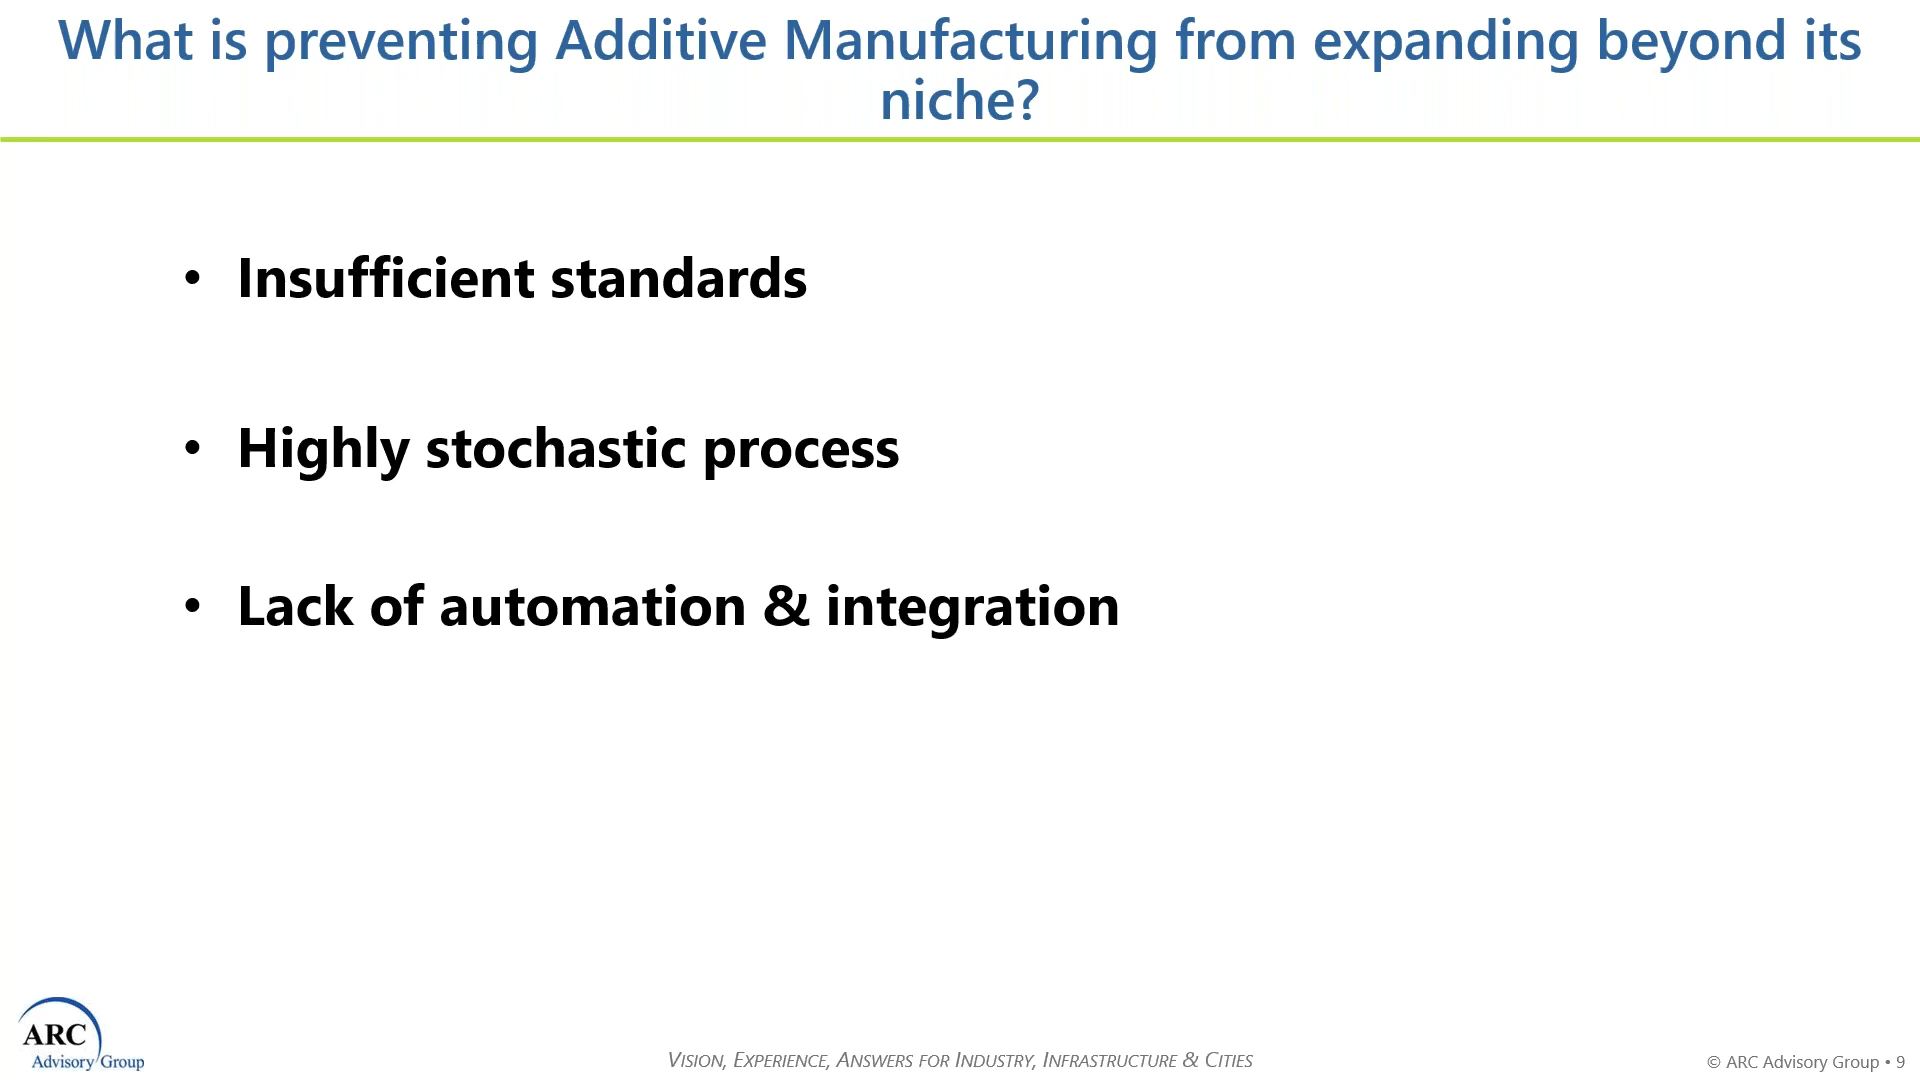 What is preventing Additive Manufacturing from expanding beyond its
niche?
• Insufficient standards
• Highly stochastic process
• Lack of automation & integration
ARC
Advisory Group
VISION, EXPERIENCE, ANSWERS FOR INDUSTRY, INFRASTRUCTURE & CITIES
© ARC Advisory Group • 9